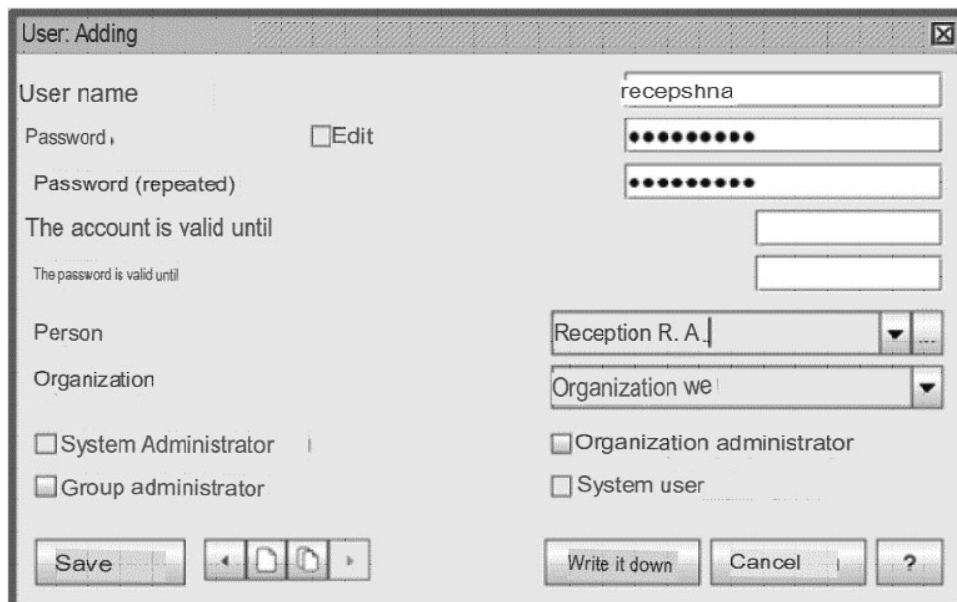 User: Adding
User name
recepshna
Password
Edit
•••••••••
Password (repeated)
•••••••••
The account is valid until
The password is valid until
Person
Reception R. A.
...
Organization
Organization we
System Administrator
Organization administrator
Group administrator
System user
Save
Write it down
Cancel
?